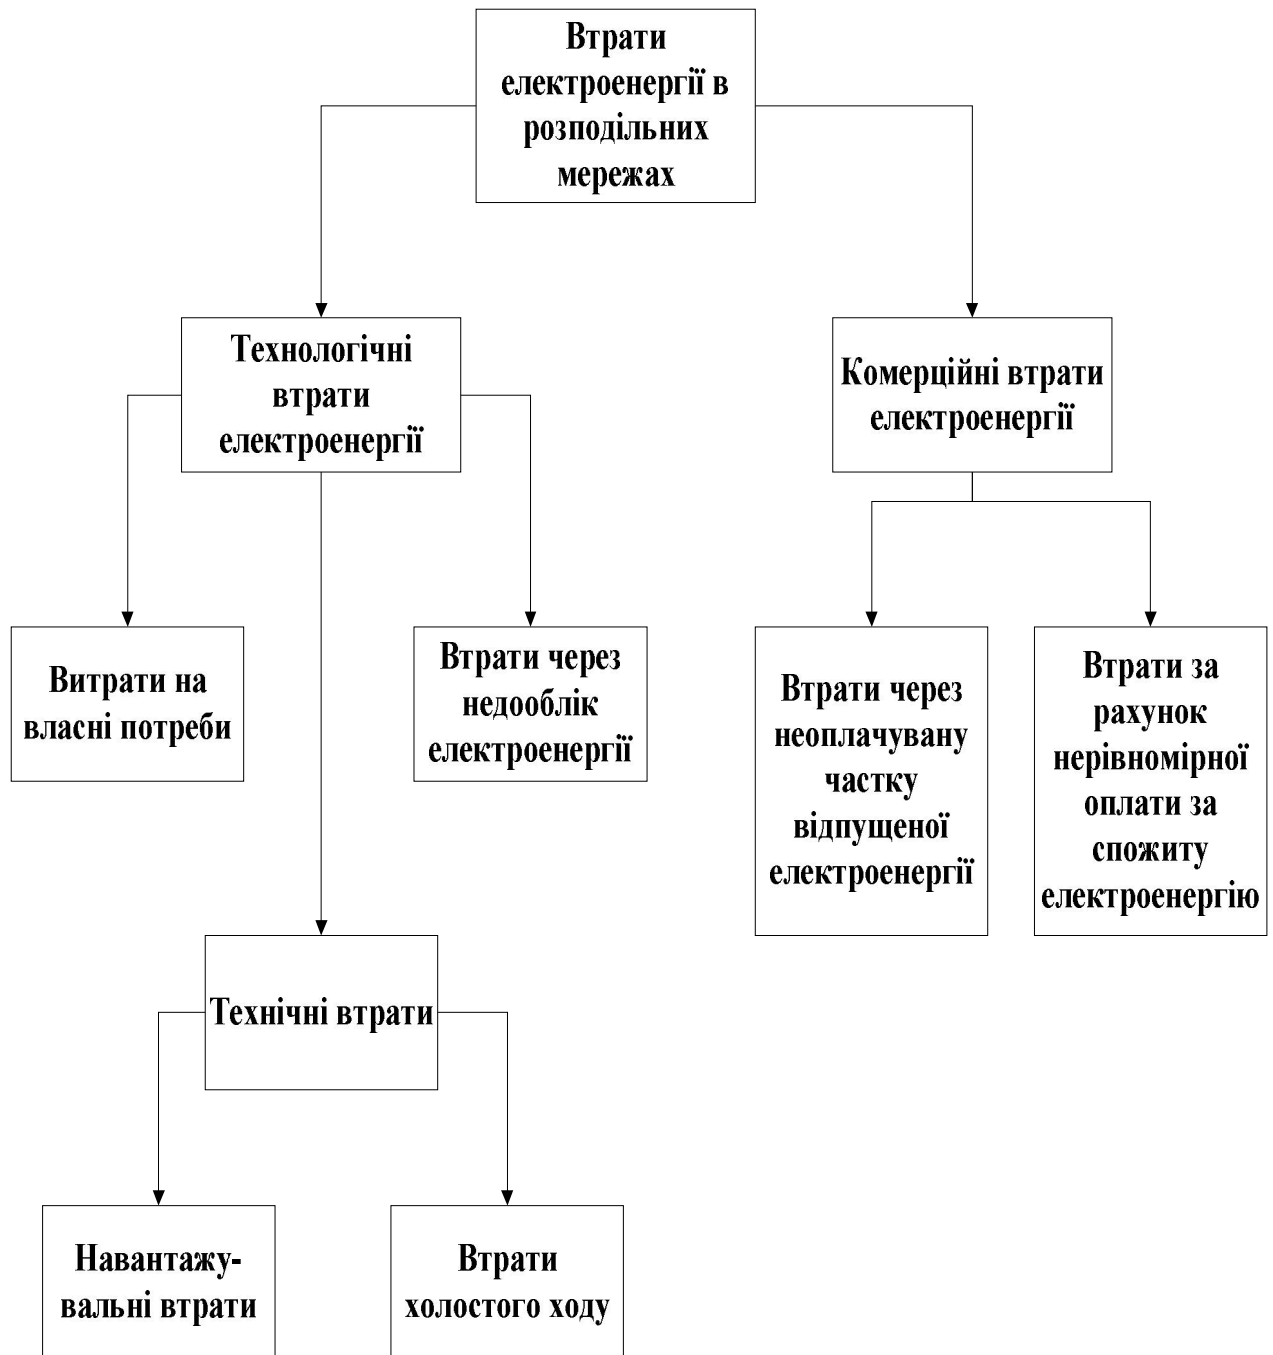 Втрати
електроенергії в
розподільних
мережах
Технологічні
втрати
електроенергії
Комерційні втрати
електроенергії
Витрати на
власні потреби
Втрати через
недооблік
електроенергії
Втрати через
неоплачувану
частку
відпущеної
електроенергії
Втрати за
рахунок
нерівномірної
оплати за
спожиту
електроенергію
Технічні втрати
Навантажу-
вальні втрати
Втрати
холостого ходу